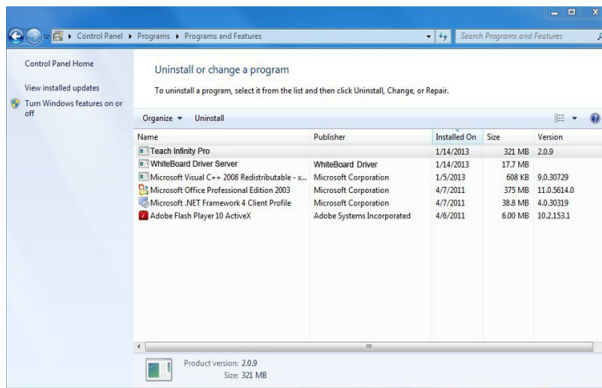 Control Panel ▸ Programs ▸ Programs and Features
Search Programs and Features
Control Panel Home
View installed updates
Turn Windows features on or
off
Uninstall or change a program
To uninstall a program, select it from the list and then click Uninstall, Change, or Repair.
Organize Uninstall
Name Publisher Installed On Size Version
Teach Infinity Pro 1/14/2013 321 MB 2.0.9
WhiteBoard Driver Server WhiteBoard Driver 1/14/2013 17.7 MB
Microsoft Visual C++ 2008 Redistributable - x... Microsoft Corporation 1/5/2013 608 KB 9.0.30729
Microsoft Office Professional Edition 2003 Microsoft Corporation 4/7/2011 375 MB 11.0.5614.0
Microsoft .NET Framework 4 Client Profile Microsoft Corporation 4/7/2011 38.8 MB 4.0.30319
Adobe Flash Player 10 ActiveX Adobe Systems Incorporated 4/6/2011 6.00 MB 10.2.153.1
Product version: 2.0.9
Size: 321 MB